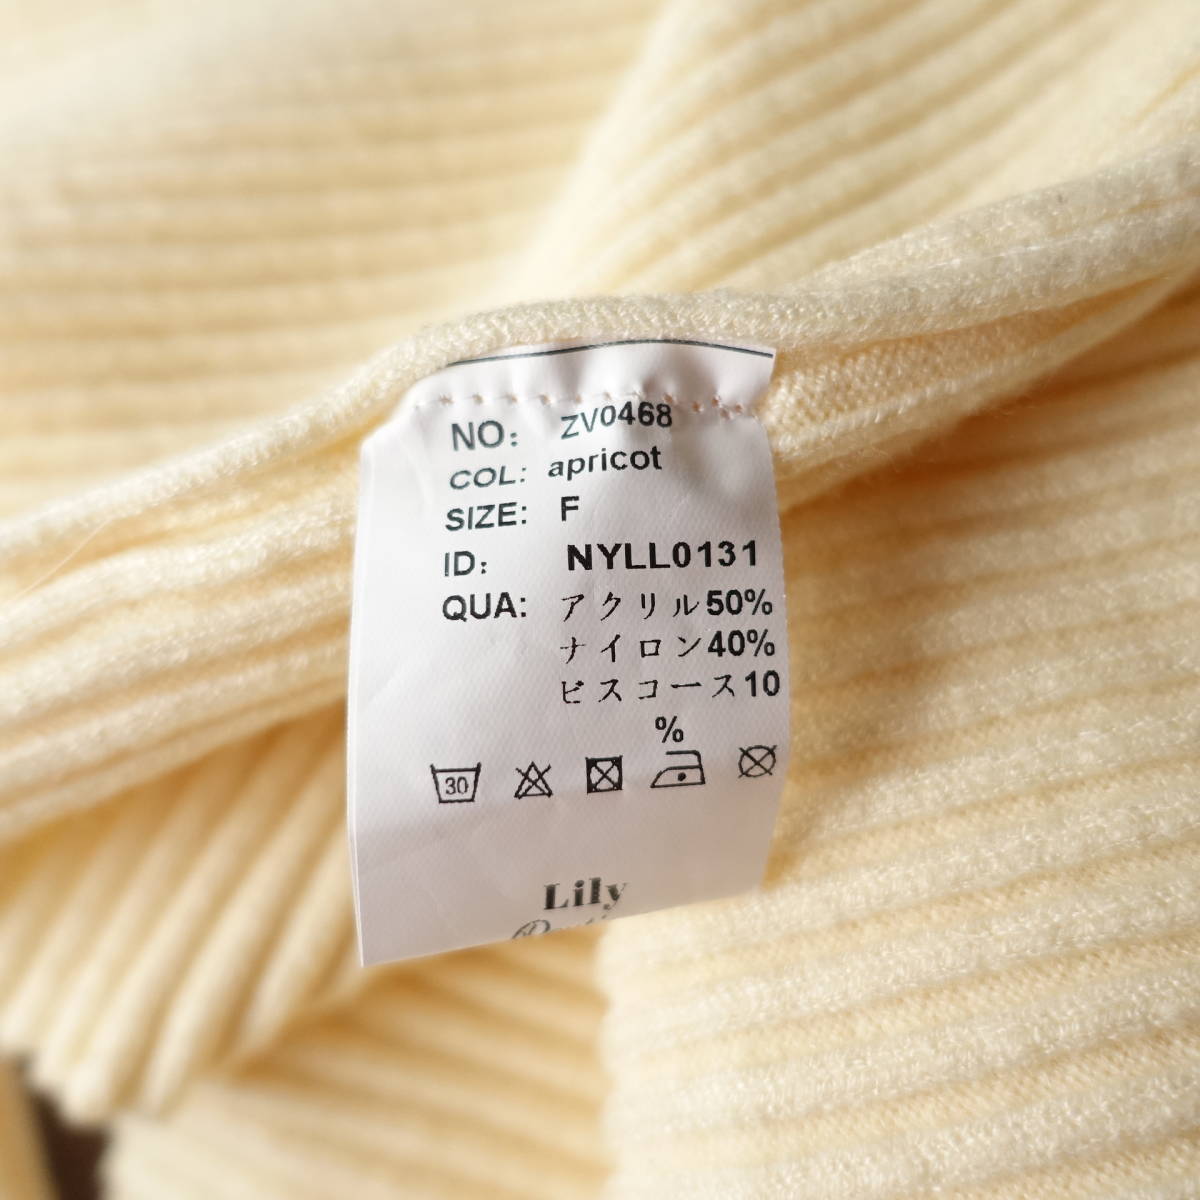 NO: ZV0468
COL: apricot
SIZE: F
ID: NYLL0131
QUA: アクリル50%
ナイロン40%
ビスコース10
%
30
Lily